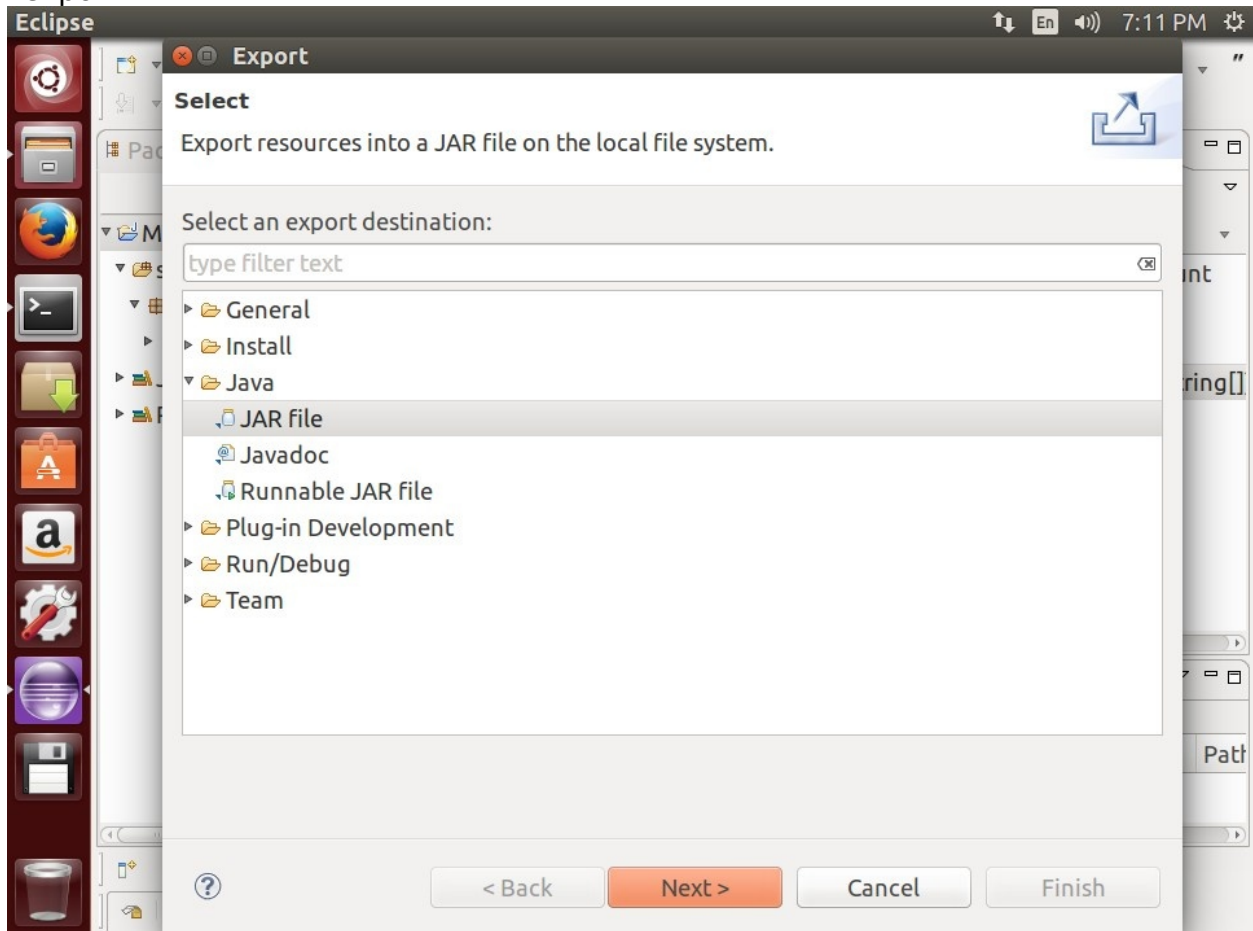 Eclipse
En 7:11 PM
Export
Select
Export resources into a JAR file on the local file system.
Select an export destination:
type filter text
General
Install
Java
JAR file
Javadoc
Runnable JAR file
Plug-in Development
Run/Debug
Team
< Back
Next >
Cancel
Finish
Pac
M
tring[]